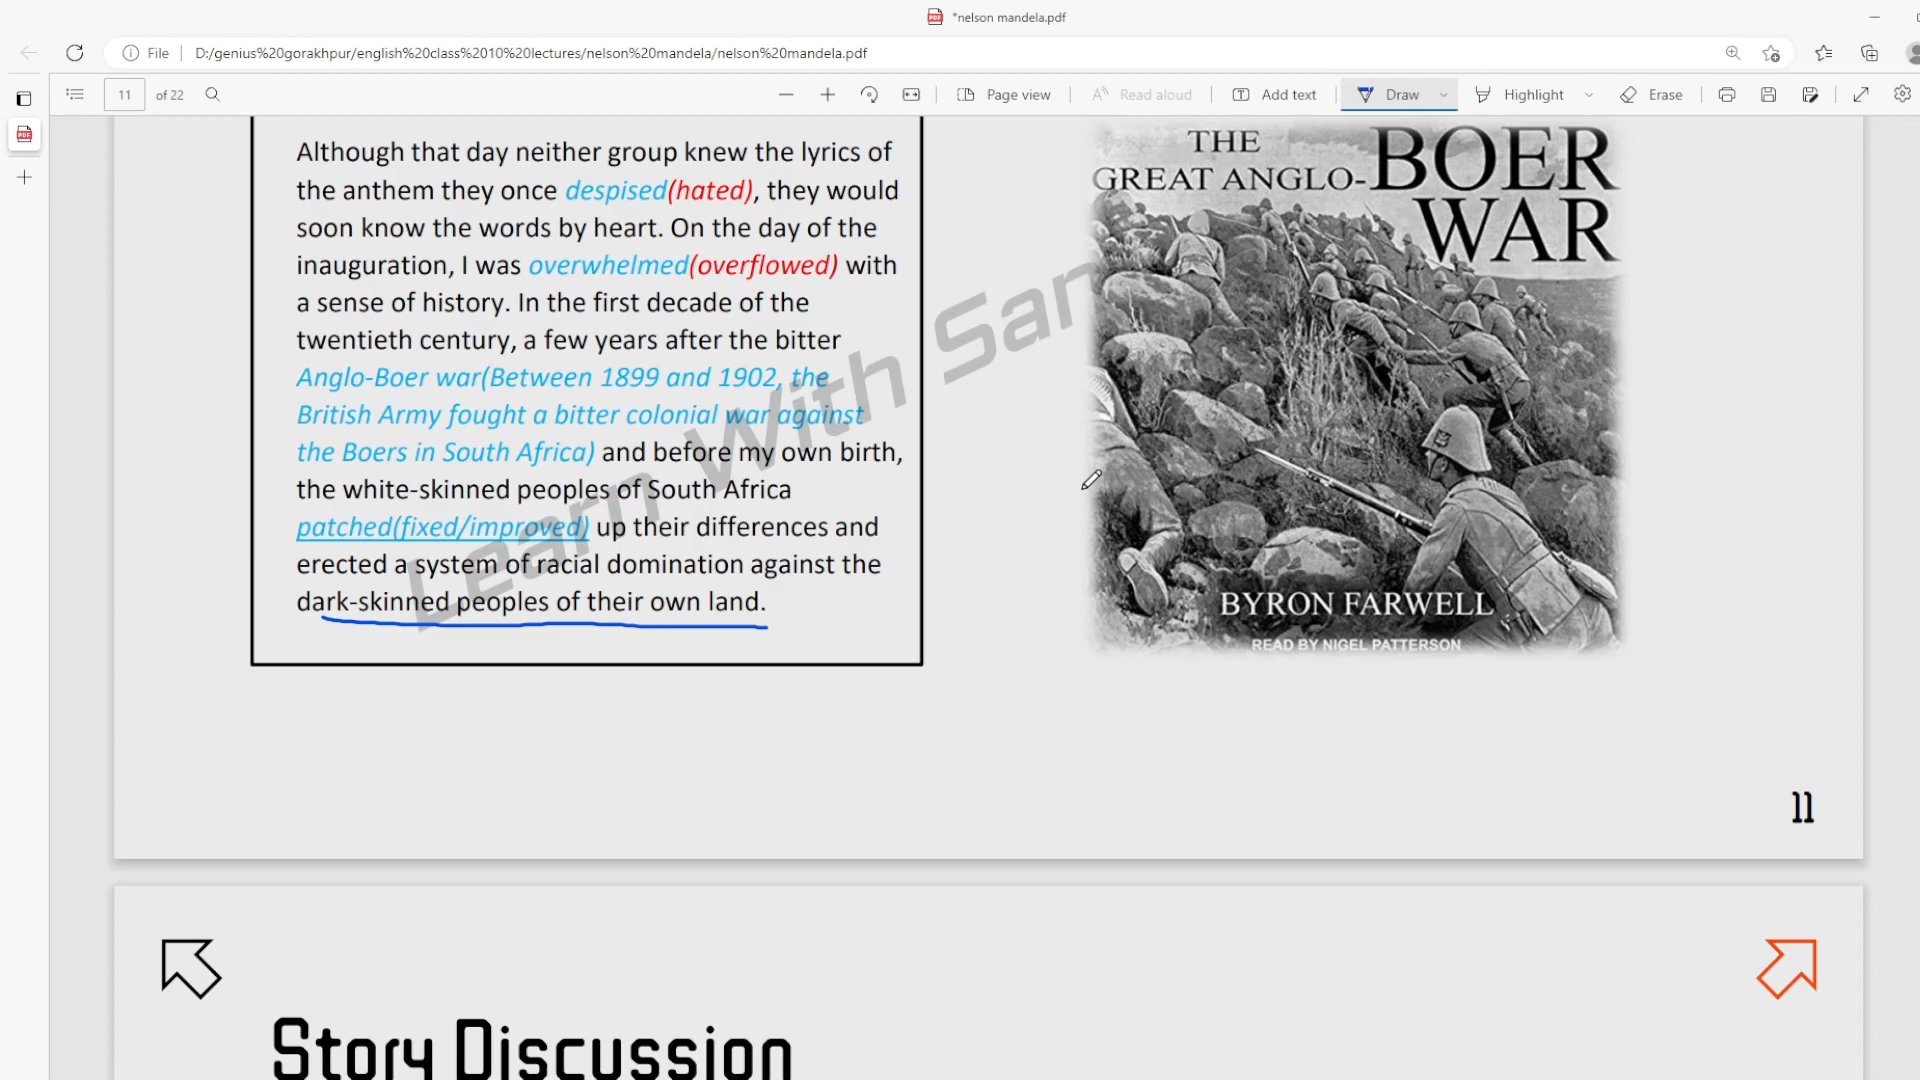 *nelson mandela.pdf
File
D:/genius%20gorakhpur/english%20class%2010%20lectures/nelson%20mandela/nelson%20mandela.pdf
11 of 22
Page view
Read aloud
Add text
Draw
Highlight
Erase
Although that day neither group knew the lyrics of
the anthem they once despised(hated), they would
soon know the words by heart. On the day of the
inauguration, I was overwhelmed(overflowed) with
a sense of history. In the first decade of the
twentieth century, a few years after the bitter
Anglo-Boer war(Between 1899 and 1902, the
British Army fought a bitter colonial war against
the Boers in South Africa) and before my own birth,
the white-skinned peoples of South Africa
patched(fixed/improved) up their differences and
erected a system of racial domination against the
dark-skinned peoples of their own land.
Learn With San
THE
GREAT ANGLO-BOER
WAR
BYRON FARWELL
READ BY NIGEL PATTERSON
11
Story Discussion